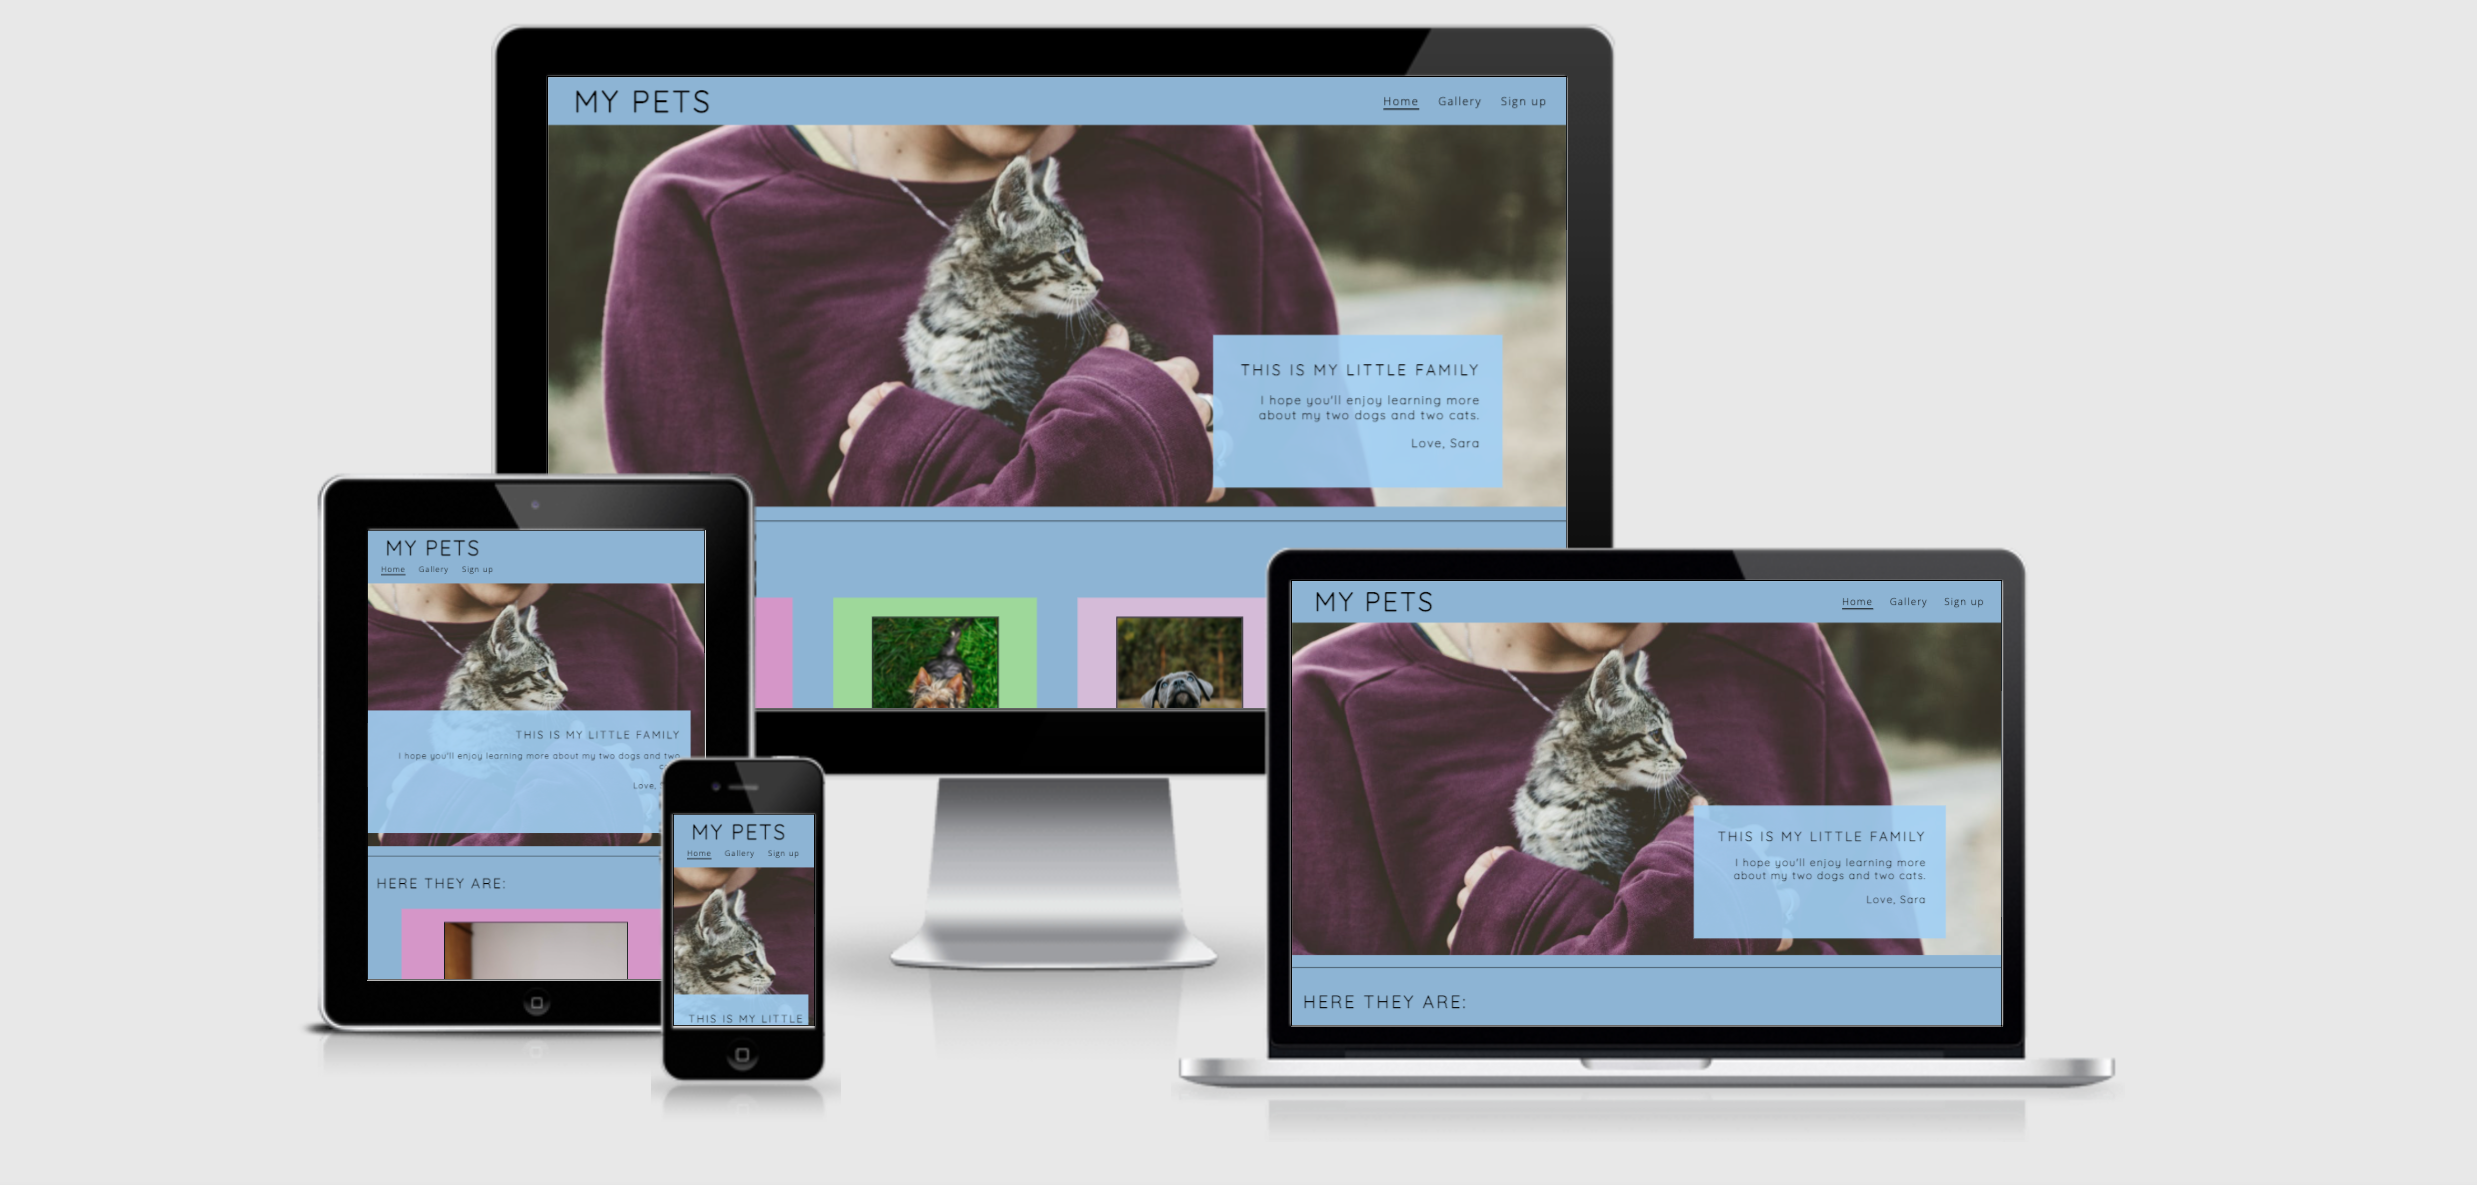 MY PETS
Home Gallery Sign up
THIS IS MY LITTLE FAMILY
I hope you'll enjoy learning more
about my two dogs and two cats.
Love, Sara
MY PETS
Home Gallery Sign up
THIS IS MY LITTLE FAMILY
I hope you'll enjoy learning more about my two dogs and two
Love,
HERE THEY ARE:
MY PETS
Home Gallery Sign up
THIS IS MY LITTLE
MY PETS
Home Gallery Sign up
THIS IS MY LITTLE FAMILY
I hope you'll enjoy learning more
about my two dogs and two cats.
Love, Sara
HERE THEY ARE: